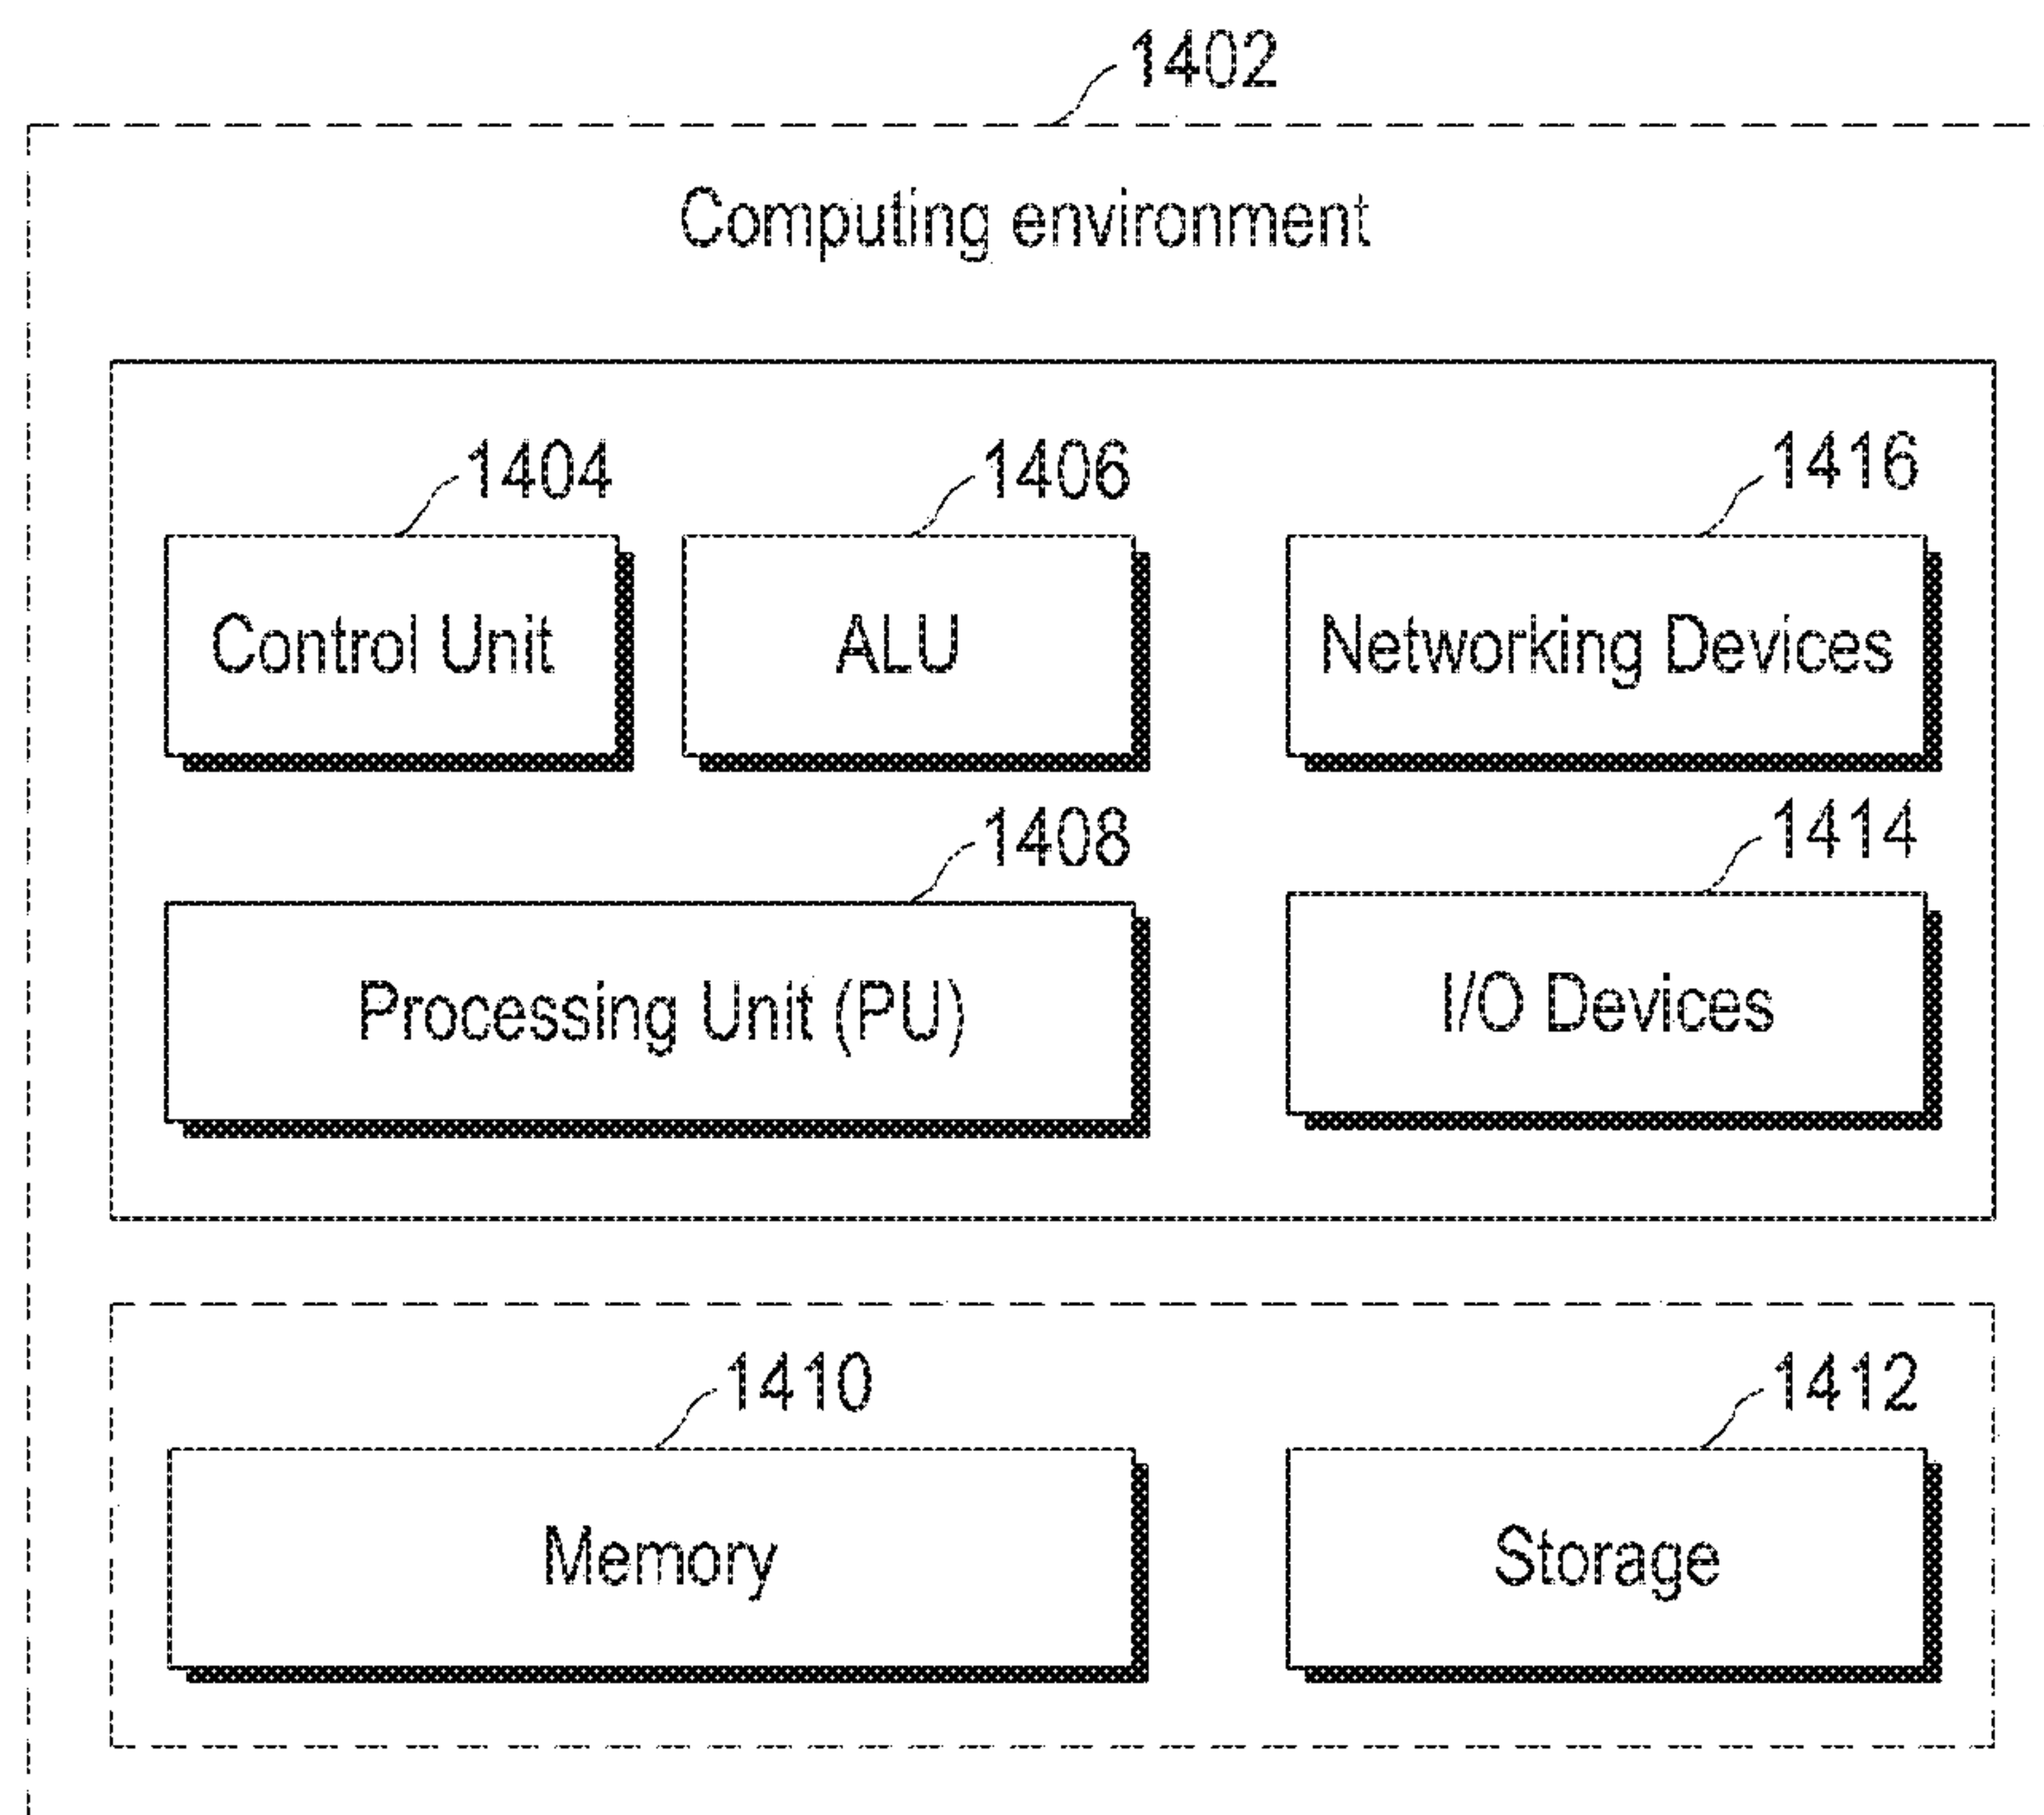 1402
Computing environment
1404 1406 1416
Control Unit ALU Networking Devices
1408 1414
Processing Unit (PU) I/O Devices
1410 1412
Memory Storage